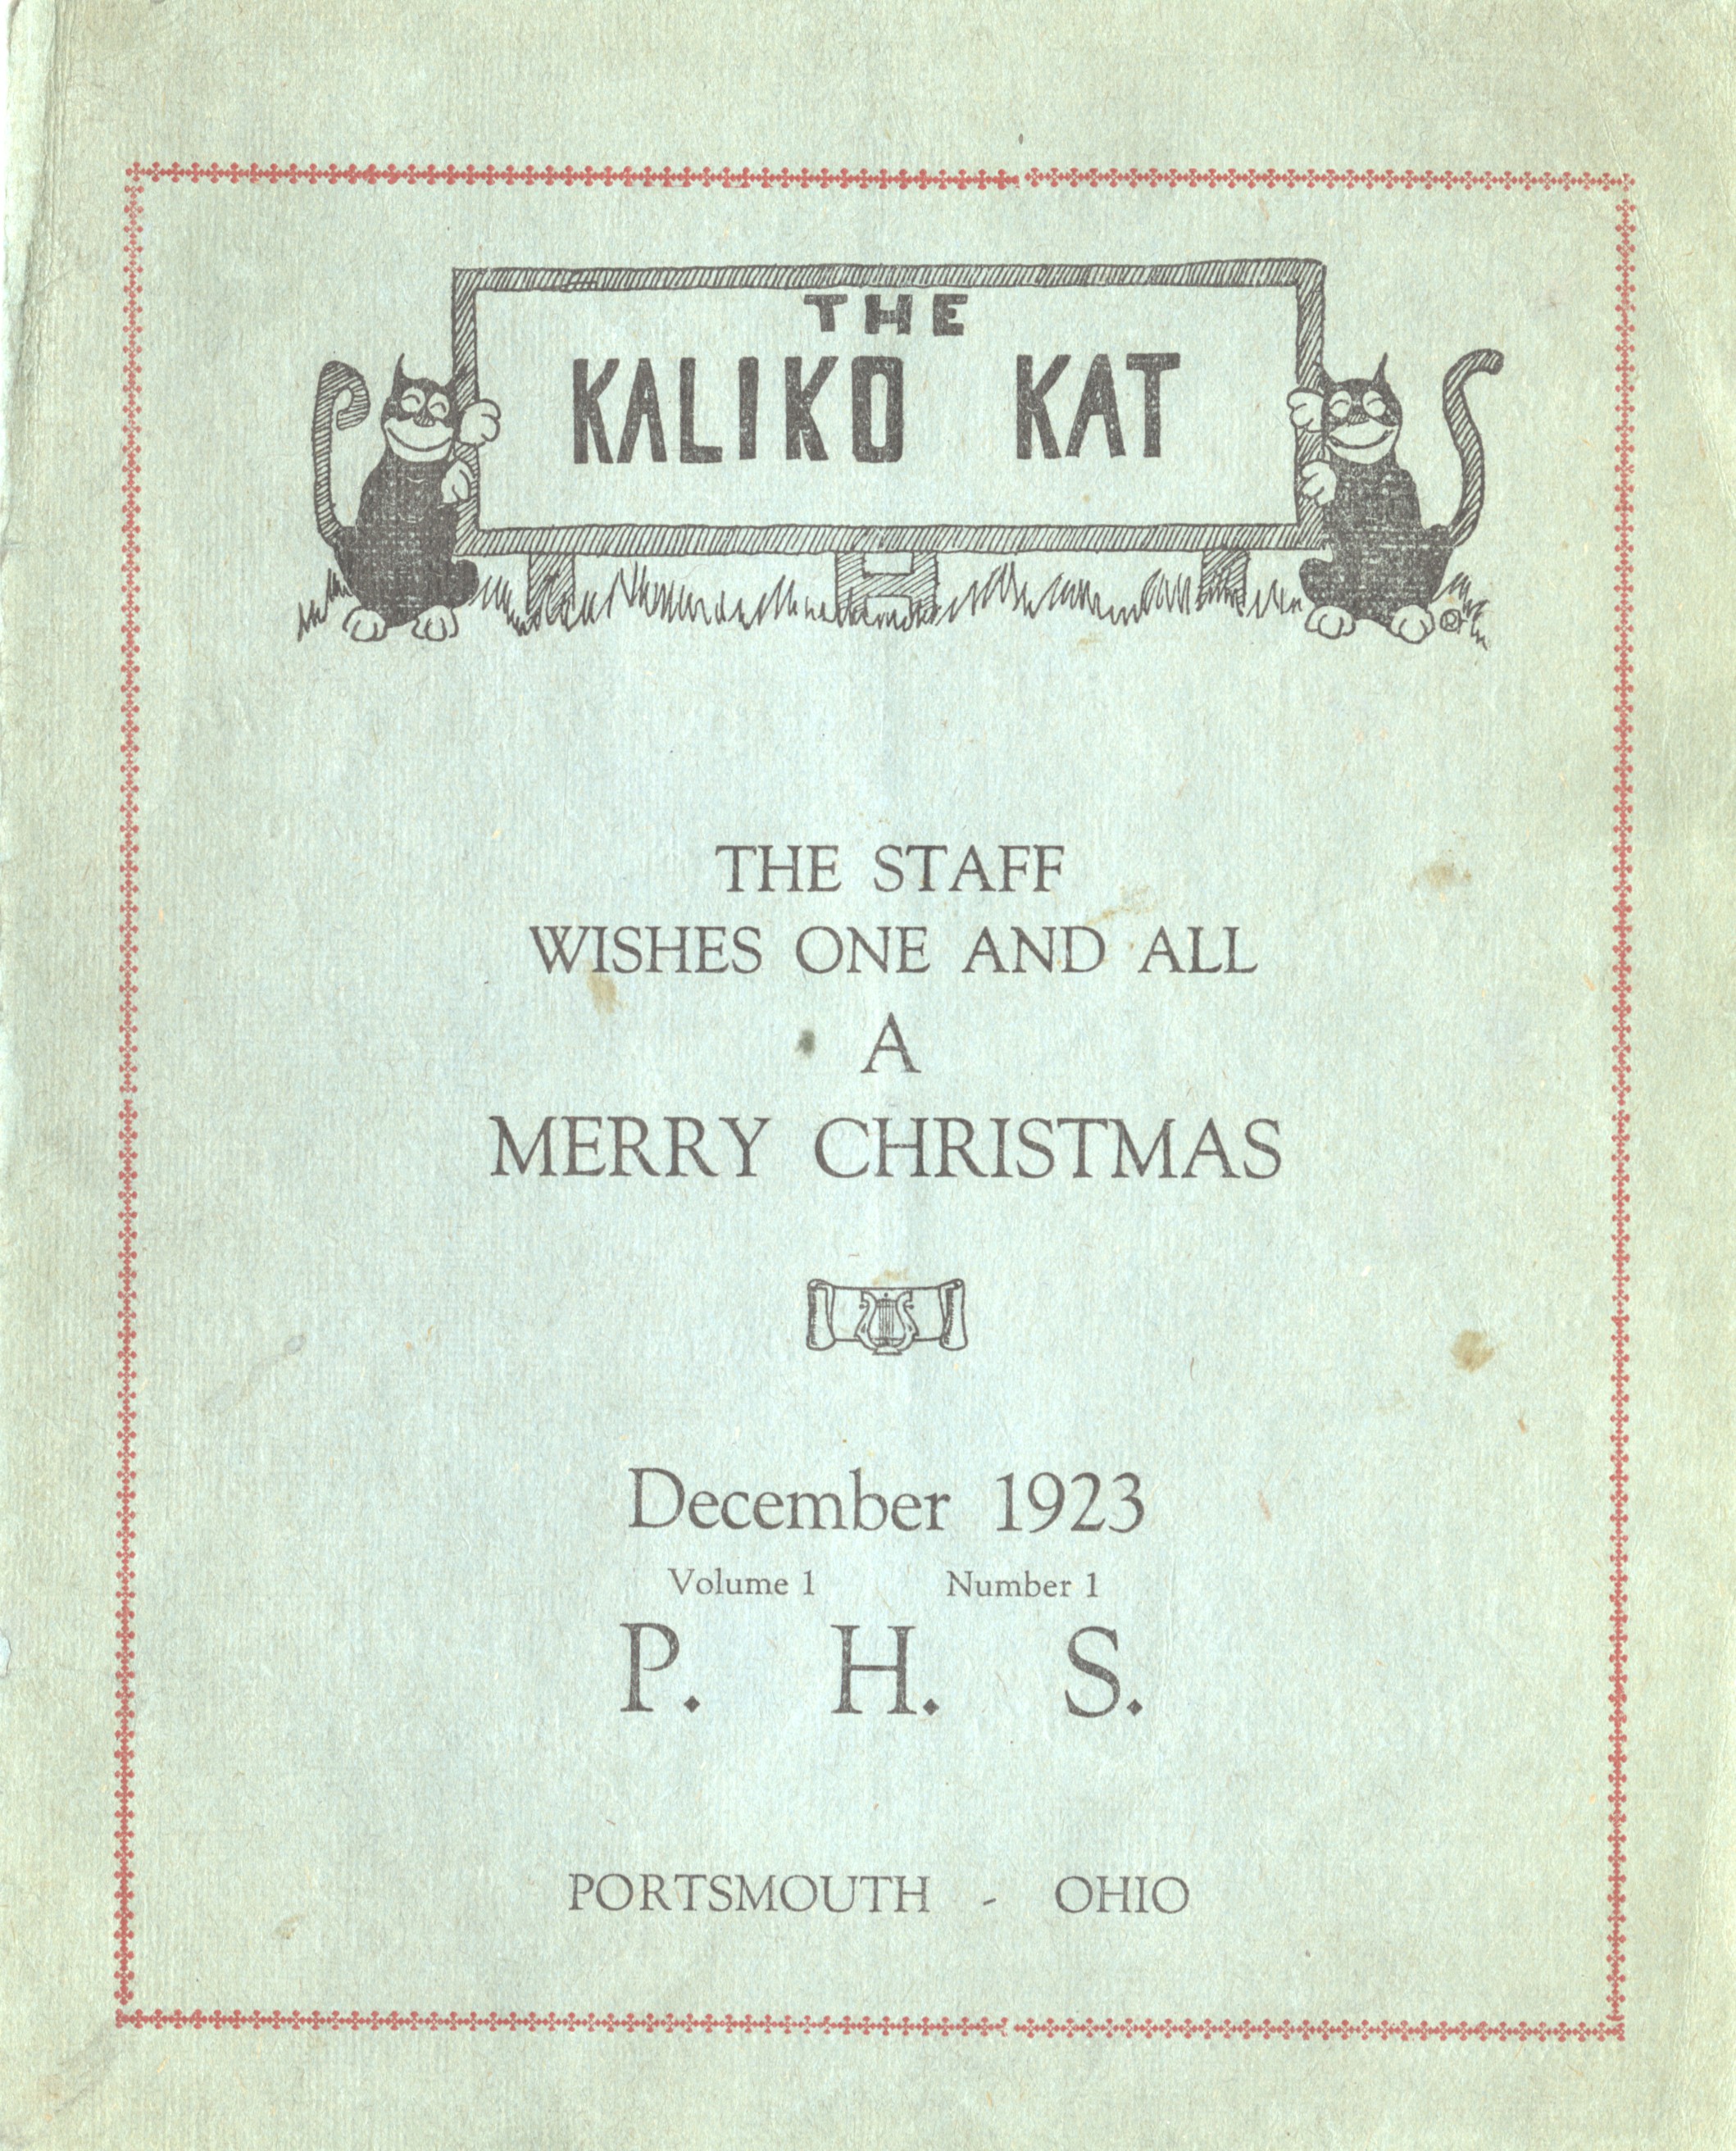 THE
KALIKO KAT
THE STAFF
WISHES ONE AND ALL
A
MERRY CHRISTMAS
December 1923
Volume 1 Number 1
P. H. S.
PORTSMOUTH - OHIO